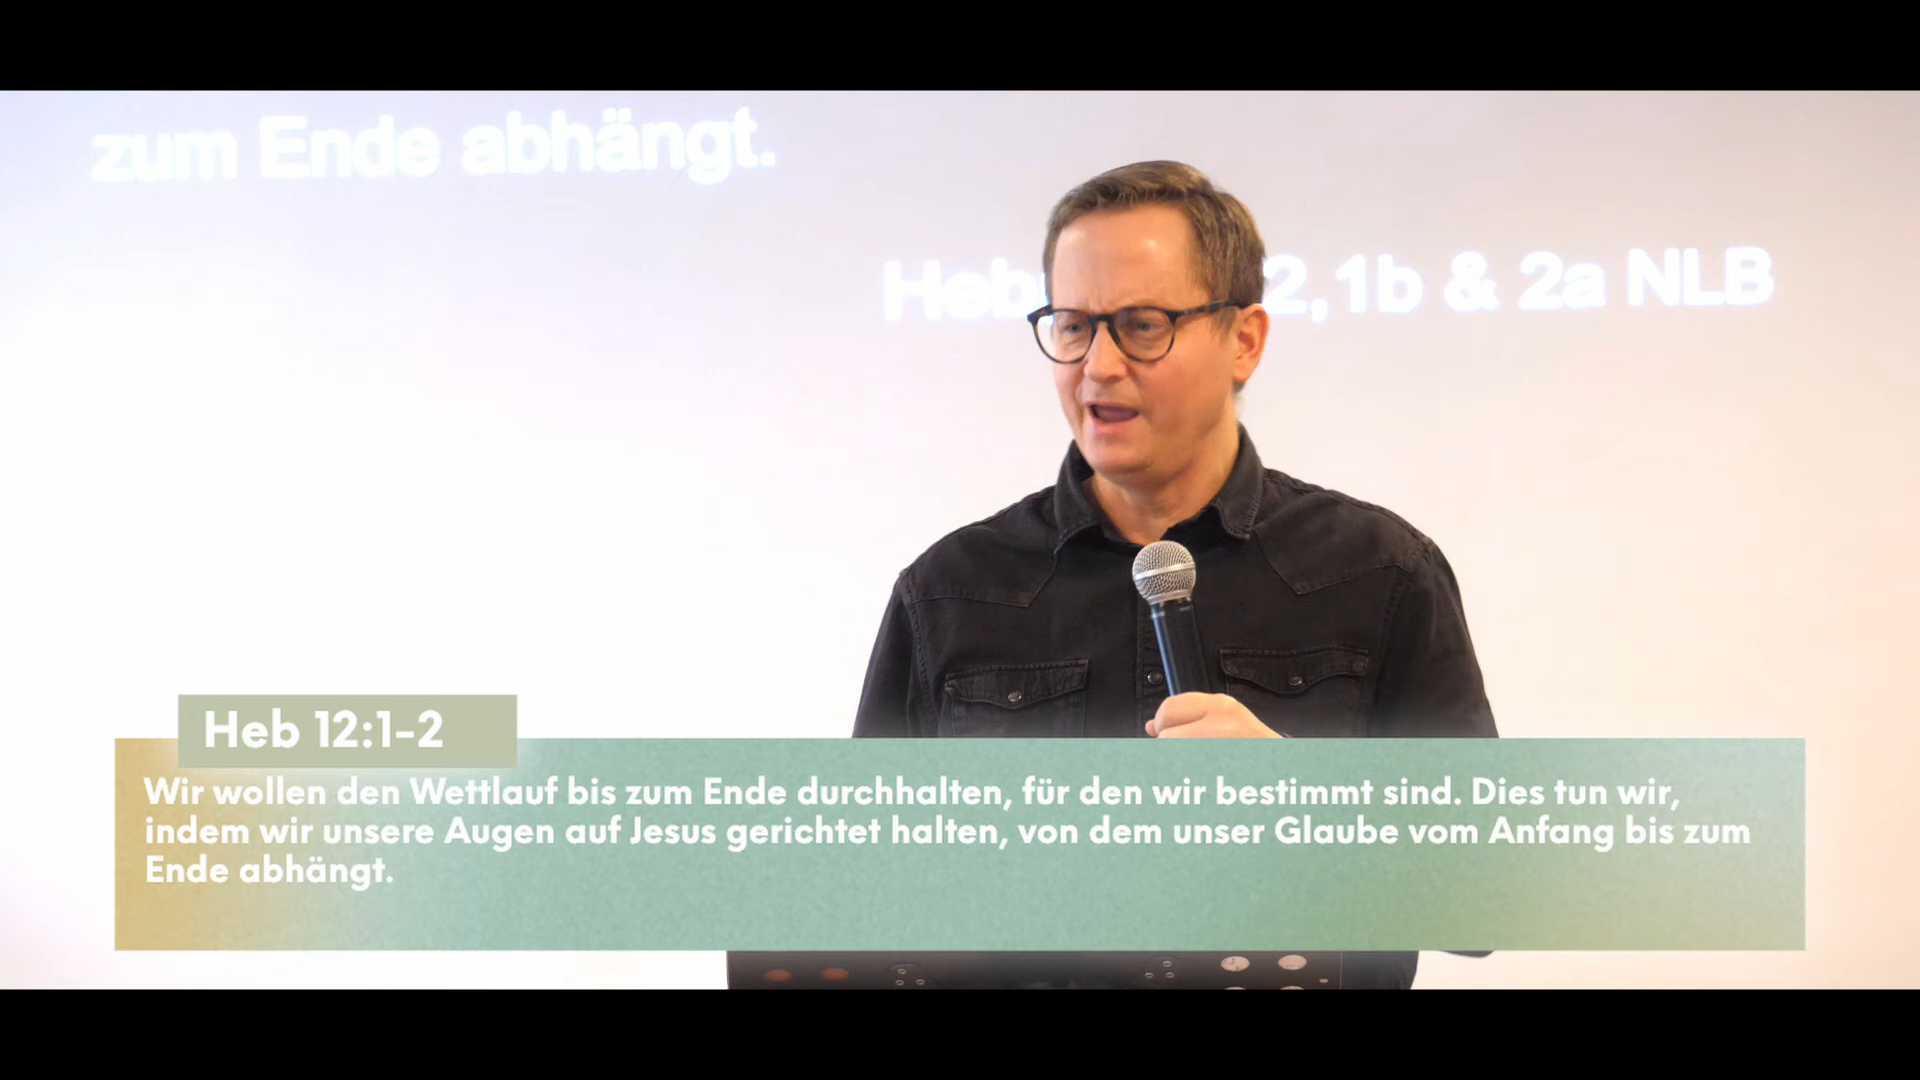 zum Ende abhängt.
Heb 2,1b & 2a NLB
Heb 12:1-2
Wir wollen den Wettlauf bis zum Ende durchhalten, für den wir bestimmt sind. Dies tun wir,
indem wir unsere Augen auf Jesus gerichtet halten, von dem unser Glaube vom Anfang bis zum
Ende abhängt.